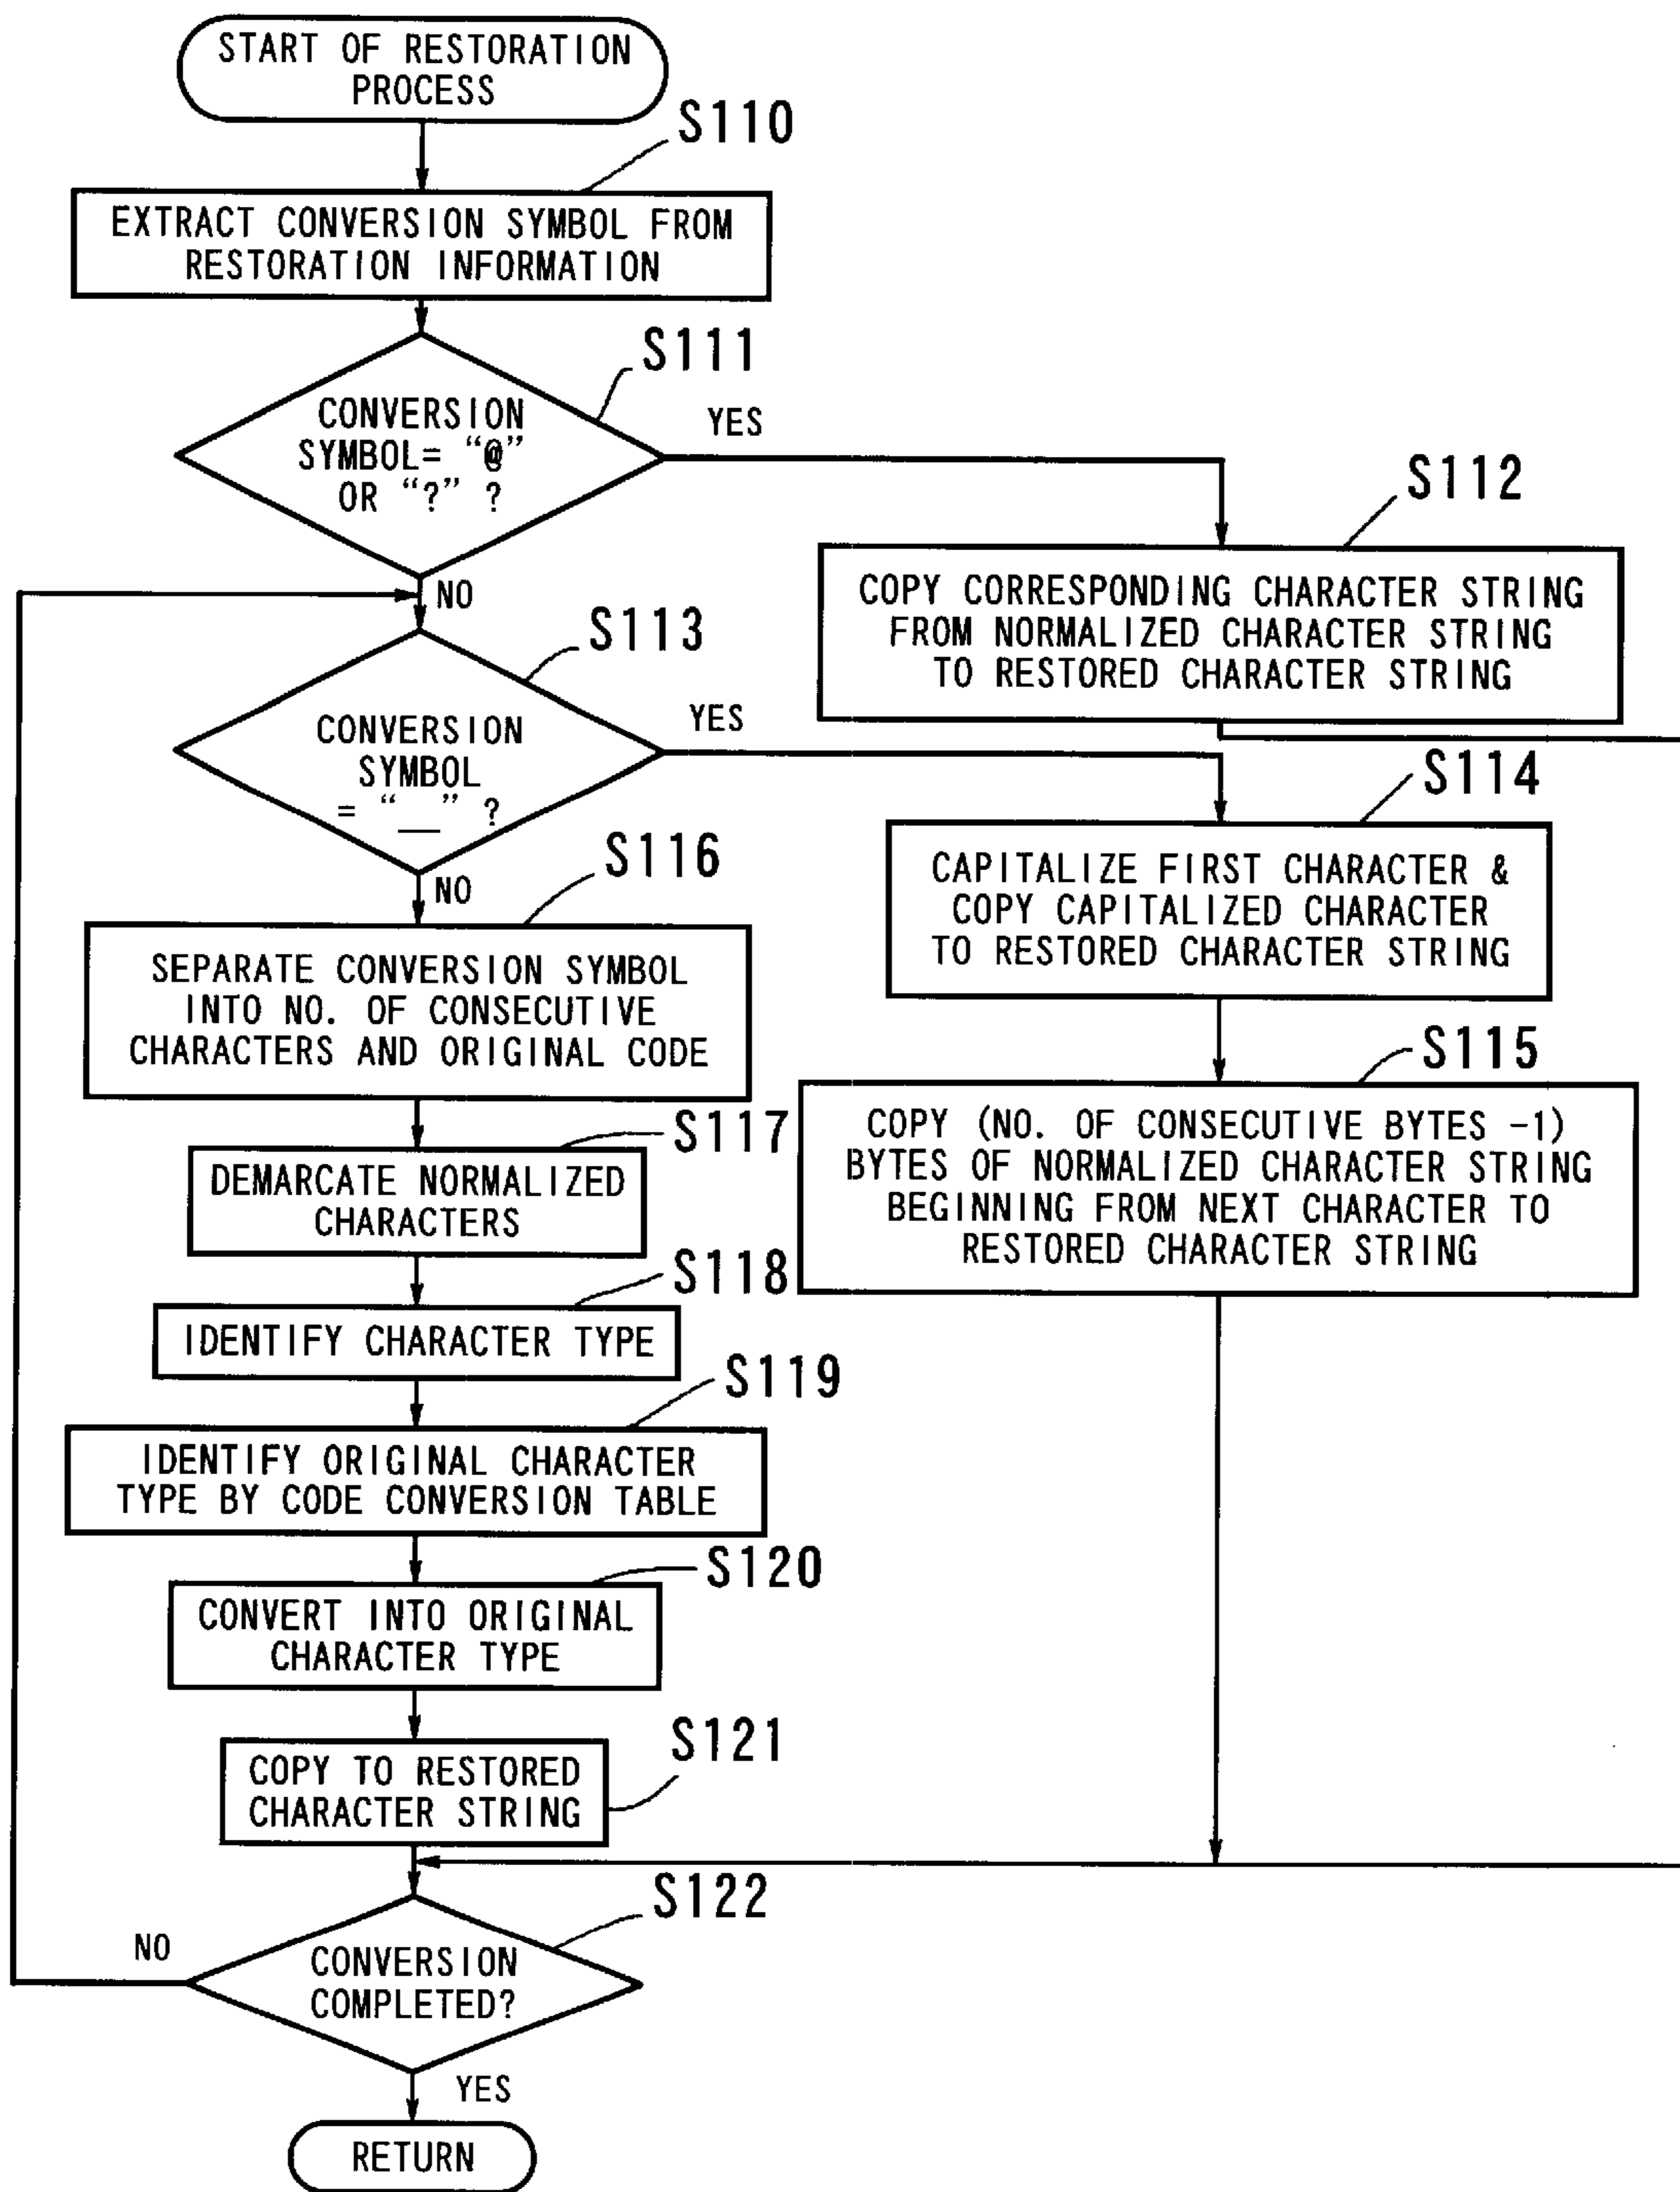 START OF RESTORATION
PROCESS
S110
EXTRACT CONVERSION SYMBOL FROM
RESTORATION INFORMATION
S111
CONVERSION
SYMBOL= “@”
OR “?” ?
YES
NO
S112
COPY CORRESPONDING CHARACTER STRING
FROM NORMALIZED CHARACTER STRING
TO RESTORED CHARACTER STRING
S113
CONVERSION
SYMBOL
= “__” ?
YES
NO
S114
CAPITALIZE FIRST CHARACTER &
COPY CAPITALIZED CHARACTER
TO RESTORED CHARACTER STRING
S115
COPY (NO. OF CONSECUTIVE BYTES -1)
BYTES OF NORMALIZED CHARACTER STRING
BEGINNING FROM NEXT CHARACTER TO
RESTORED CHARACTER STRING
S116
SEPARATE CONVERSION SYMBOL
INTO NO. OF CONSECUTIVE
CHARACTERS AND ORIGINAL CODE
S117
DEMARCATE NORMALIZED
CHARACTERS
S118
IDENTIFY CHARACTER TYPE
S119
IDENTIFY ORIGINAL CHARACTER
TYPE BY CODE CONVERSION TABLE
S120
CONVERT INTO ORIGINAL
CHARACTER TYPE
S121
COPY TO RESTORED
CHARACTER STRING
S122
CONVERSION
COMPLETED?
NO
YES
RETURN